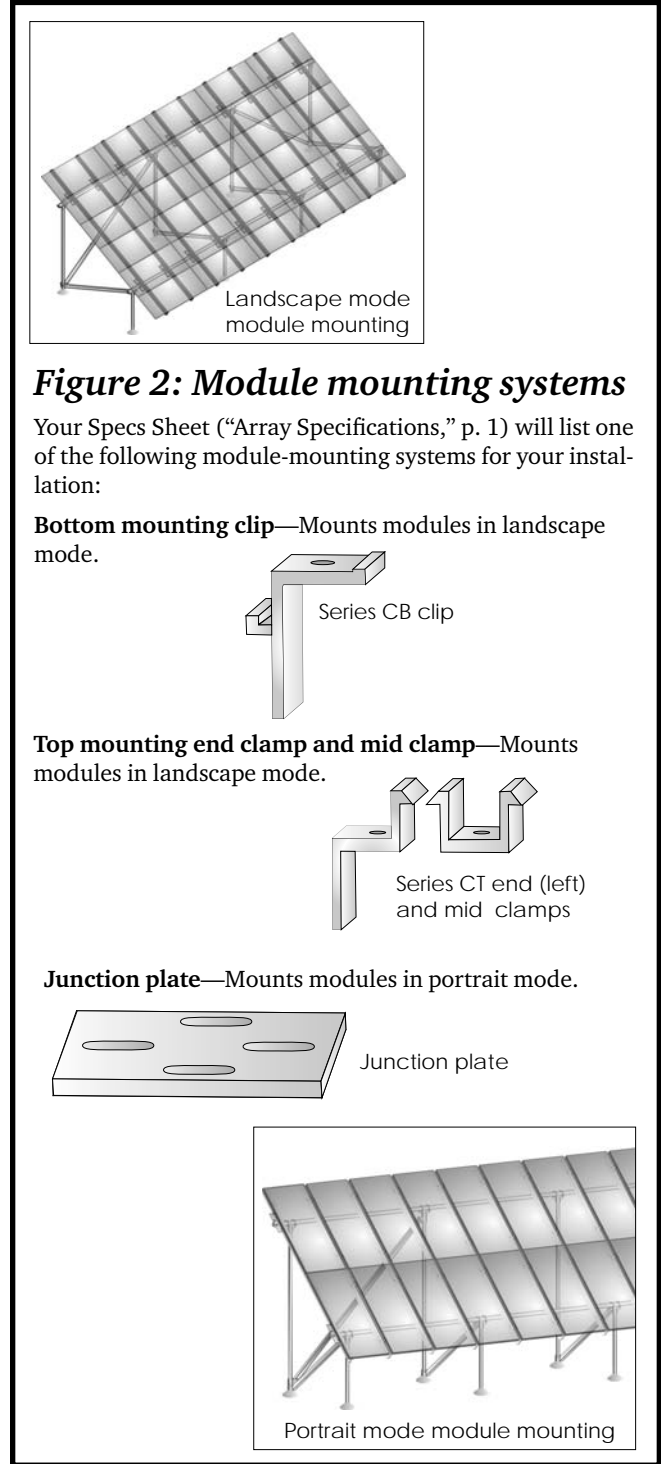 Landscape mode
module mounting
Figure 2: Module mounting systems
Your Specs Sheet (“Array Specifications,” p. 1) will list one
of the following module-mounting systems for your instal-
lation:
Bottom mounting clip—Mounts modules in landscape
mode.
Series CB clip
Top mounting end clamp and mid clamp—Mounts
modules in landscape mode.
Series CT end (left)
and mid clamps
Junction plate—Mounts modules in portrait mode.
Junction plate
Portrait mode module mounting